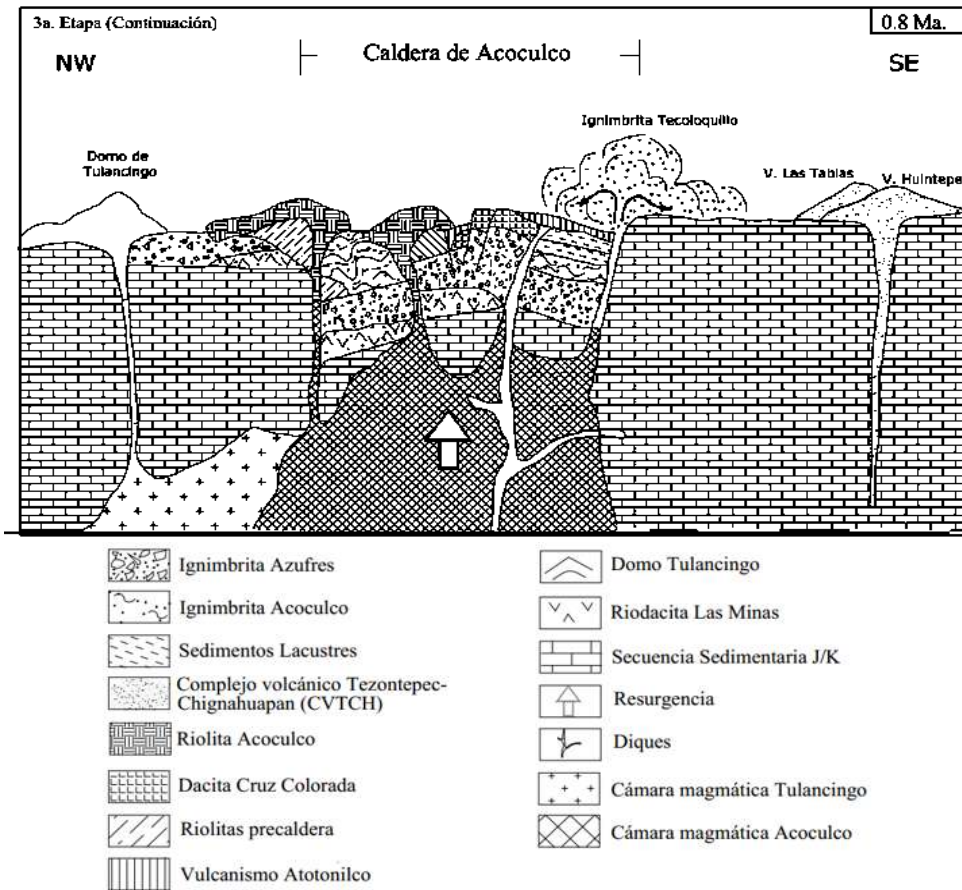 3a. Etapa (Continuación)
0.8 Ma.
NW
Caldera de Acoculco
SE
Ignimbrita Tecoloquillo
Domo de
Tulancingo
V. Las Tablas
V. Huintepec
Ignimbrita Azufres
Ignimbrita Acoculco
Sedimentos Lacustres
Complejo volcánico Tezontepec-
Chignahuapan (CVTCH)
Riolita Acoculco
Dacita Cruz Colorada
Riolitas precaldera
Vulcanismo Atotonilco
Domo Tulancingo
Riodacita Las Minas
Secuencia Sedimentaria J/K
Resurgencia
Diques
Cámara magmática Tulancingo
Cámara magmática Acoculco